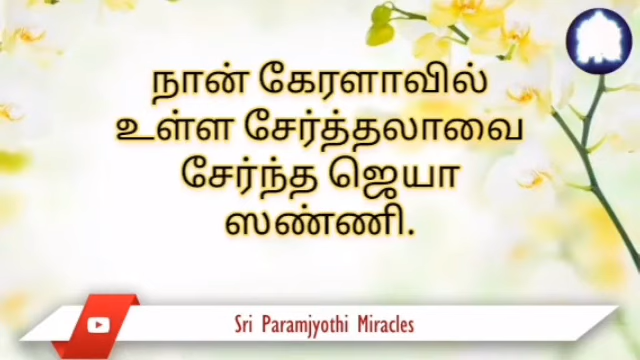 நான் கேரளாவில்
உள்ள சேர்த்தலாவை
சேர்ந்த ஜெயா
ஸண்ணி.
Sri Paramjyothi Miracles